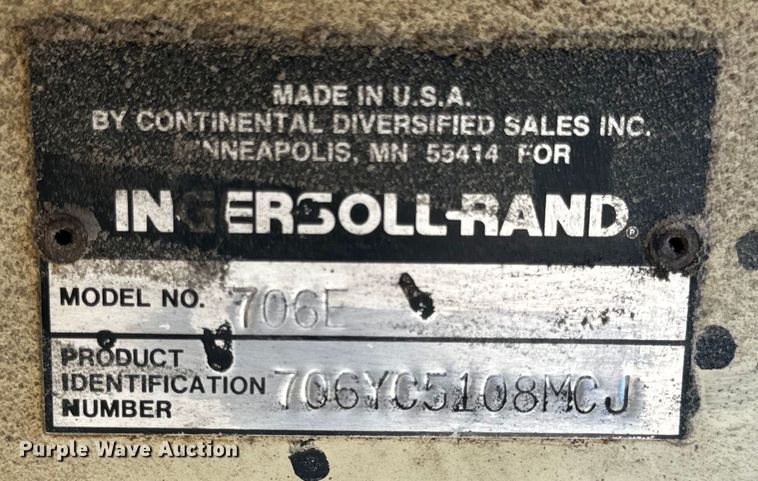 MADE IN U.S.A.
BY CONTINENTAL DIVERSIFIED SALES INC.
MINNEAPOLIS, MN 55414 FOR
INGERSOLL-RAND®
MODEL NO. 706E
PRODUCT
IDENTIFICATION 706YC5108MCJ
NUMBER
Purple Wave Auction